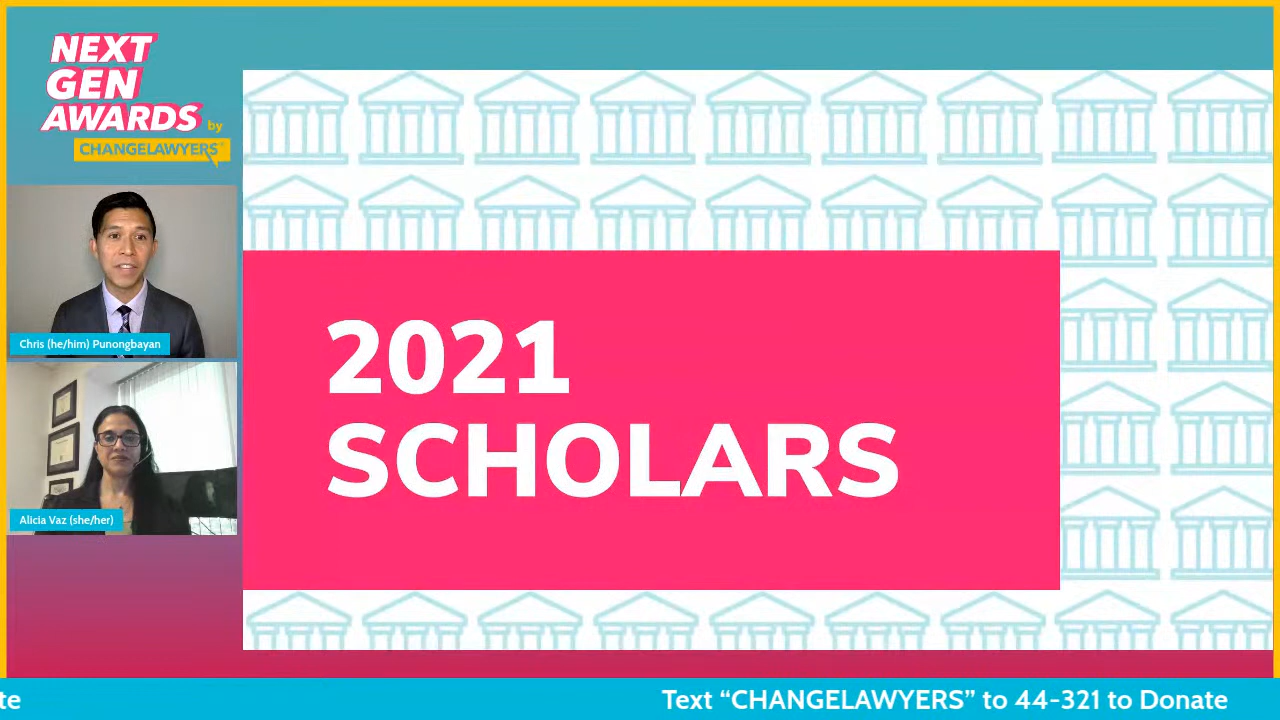 NEXT
GEN
AWARDS by
CHANGELAWYERS
Chris (he/him) Punongbayan
Alicia Vaz (she/her)
2021
SCHOLARS
te
Text “CHANGELAWYERS” to 44-321 to Donate